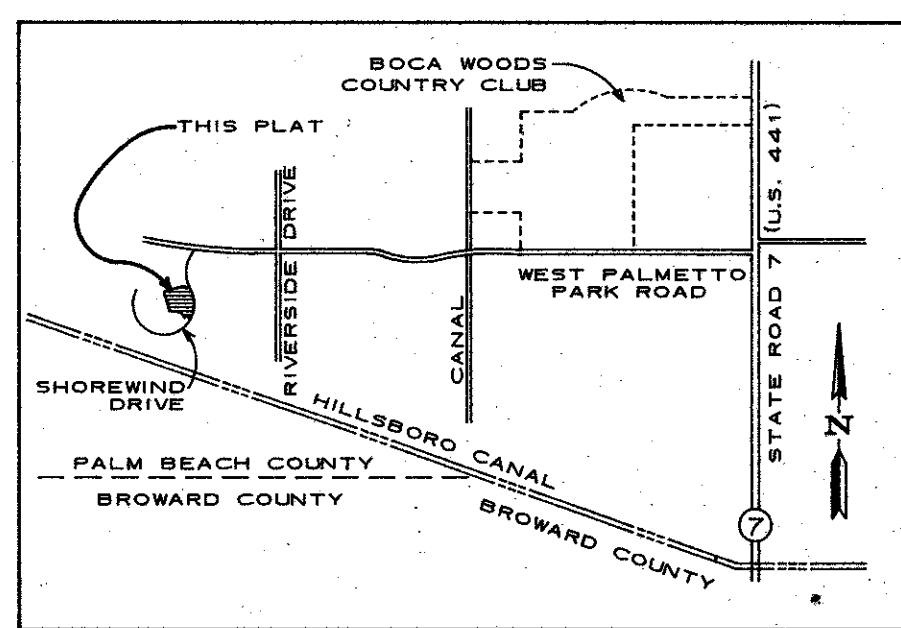 BOCA WOODS
COUNTRY CLUB
THIS PLAT
RIVERSIDE DRIVE
(U.S. 441)
WEST PALMETTO
PARK ROAD
CANAL
STATE ROAD 7
N
SHOREWIND
DRIVE
HILLSBORO CANAL
PALM BEACH COUNTY
BROWARD COUNTY
BROWARD COUNTY
7